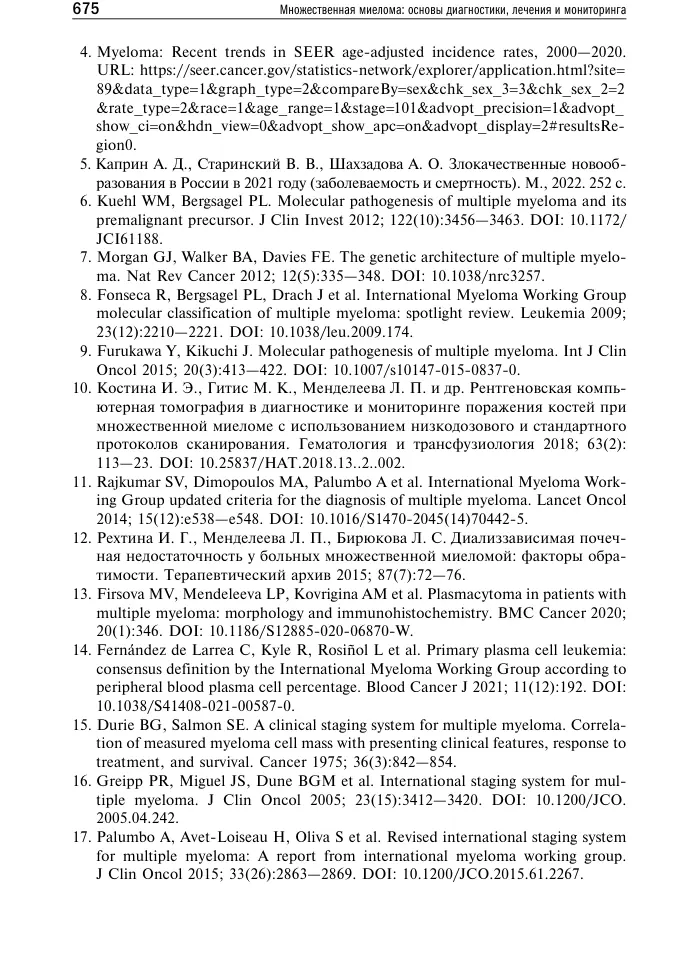 675
Множественная миелома: основы диагностики, лечения и мониторинга
4. Myeloma: Recent trends in SEER age-adjusted incidence rates, 2000—2020.
URL: https://seer.cancer.gov/statistics-network/explorer/application.html?site=
89&data_type=1&graph_type=2&compareBy=sex&chk_sex_3=3&chk_sex_2=2
&rate_type=2&race=1&age_range=1&stage=101&advopt_precision=1&advopt_
show_ci=on&hdn_view=0&advopt_show_apc=on&advopt_display=2#resultsRe-
gion0.
5. Каприн А. Д., Старинский В. В., Шахзадова А. О. Злокачественные новооб-
разования в России в 2021 году (заболеваемость и смертность). М., 2022. 252 с.
6. Kuehl WM, Bergsagel PL. Molecular pathogenesis of multiple myeloma and its
premalignant precursor. J Clin Invest 2012; 122(10):3456—3463. DOI: 10.1172/
JCI61188.
7. Morgan GJ, Walker BA, Davies FE. The genetic architecture of multiple myelo-
ma. Nat Rev Cancer 2012; 12(5):335—348. DOI: 10.1038/nrc3257.
8. Fonseca R, Bergsagel PL, Drach J et al. International Myeloma Working Group
molecular classification of multiple myeloma: spotlight review. Leukemia 2009;
23(12):2210—2221. DOI: 10.1038/leu.2009.174.
9. Furukawa Y, Kikuchi J. Molecular pathogenesis of multiple myeloma. Int J Clin
Oncol 2015; 20(3):413—422. DOI: 10.1007/s10147-015-0837-0.
10. Костина И. Э., Гитис М. К., Менделеева Л. П. и др. Рентгеновская компь-
ютерная томография в диагностике и мониторинге поражения костей при
множественной миеломе с использованием низкодозового и стандартного
протоколов сканирования. Гематология и трансфузиология 2018; 63(2):
113—23. DOI: 10.25837/HAT.2018.13..2..002.
11. Rajkumar SV, Dimopoulos MA, Palumbo A et al. International Myeloma Work-
ing Group updated criteria for the diagnosis of multiple myeloma. Lancet Oncol
2014; 15(12):e538—e548. DOI: 10.1016/S1470-2045(14)70442-5.
12. Рехтина И. Г., Менделеева Л. П., Бирюкова Л. С. Диализзависимая почеч-
ная недостаточность у больных множественной миеломой: факторы обра-
тимости. Терапевтический архив 2015; 87(7):72—76.
13. Firsova MV, Mendeleeva LP, Kovrigina AM et al. Plasmacytoma in patients with
multiple myeloma: morphology and immunohistochemistry. BMC Cancer 2020;
20(1):346. DOI: 10.1186/S12885-020-06870-W.
14. Fernández de Larrea C, Kyle R, Rosiñol L et al. Primary plasma cell leukemia:
consensus definition by the International Myeloma Working Group according to
peripheral blood plasma cell percentage. Blood Cancer J 2021; 11(12):192. DOI:
10.1038/S41408-021-00587-0.
15. Durie BG, Salmon SE. A clinical staging system for multiple myeloma. Correla-
tion of measured myeloma cell mass with presenting clinical features, response to
treatment, and survival. Cancer 1975; 36(3):842—854.
16. Greipp PR, Miguel JS, Dune BGM et al. International staging system for mul-
tiple myeloma. J Clin Oncol 2005; 23(15):3412—3420. DOI: 10.1200/JCO.
2005.04.242.
17. Palumbo A, Avet-Loiseau H, Oliva S et al. Revised international staging system
for multiple myeloma: A report from international myeloma working group.
J Clin Oncol 2015; 33(26):2863—2869. DOI: 10.1200/JCO.2015.61.2267.